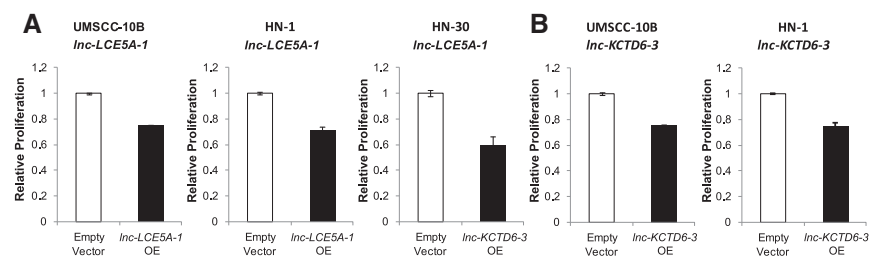 A
UMSCC-10B
lnc-LCE5A-1
Relative Proliferation
1.2
1
0.8
0.6
0.4
0.2
0
Empty
Vector
lnc-LCE5A-1
OE
HN-1
lnc-LCE5A-1
Relative Proliferation
1.2
1
0.8
0.6
0.4
0.2
0
Empty
Vector
lnc-LCE5A-1
OE
HN-30
lnc-LCE5A-1
Relative Proliferation
1.2
1
0.8
0.6
0.4
0.2
0
Empty
Vector
lnc-KCTD6-3
OE
B
UMSCC-10B
lnc-KCTD6-3
Relative Proliferation
1.2
1
0.8
0.6
0.4
0.2
0
Empty
Vector
lnc-KCTD6-3
OE
HN-1
lnc-KCTD6-3
Relative Proliferation
1.2
1
0.8
0.6
0.4
0.2
0
Empty
Vector
lnc-KCTD6-3
OE